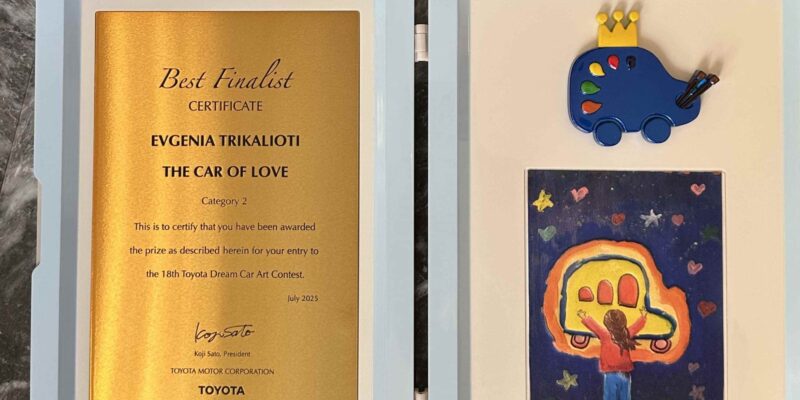 Best Finalist
CERTIFICATE
EVGENIA TRIKALIOTI
THE CAR OF LOVE
Category 2
This is to certify that you have been awarded
the prize as described herein for your entry to
the 18th Toyota Dream Car Art Contest.
July 2025
Koji Sato
Koji Sato, President
TOYOTA MOTOR CORPORATION
TOYOTA